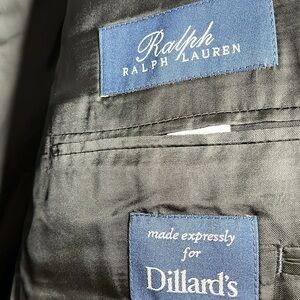 Ralph
RALPH LAUREN
made expressly
for
Dillard's